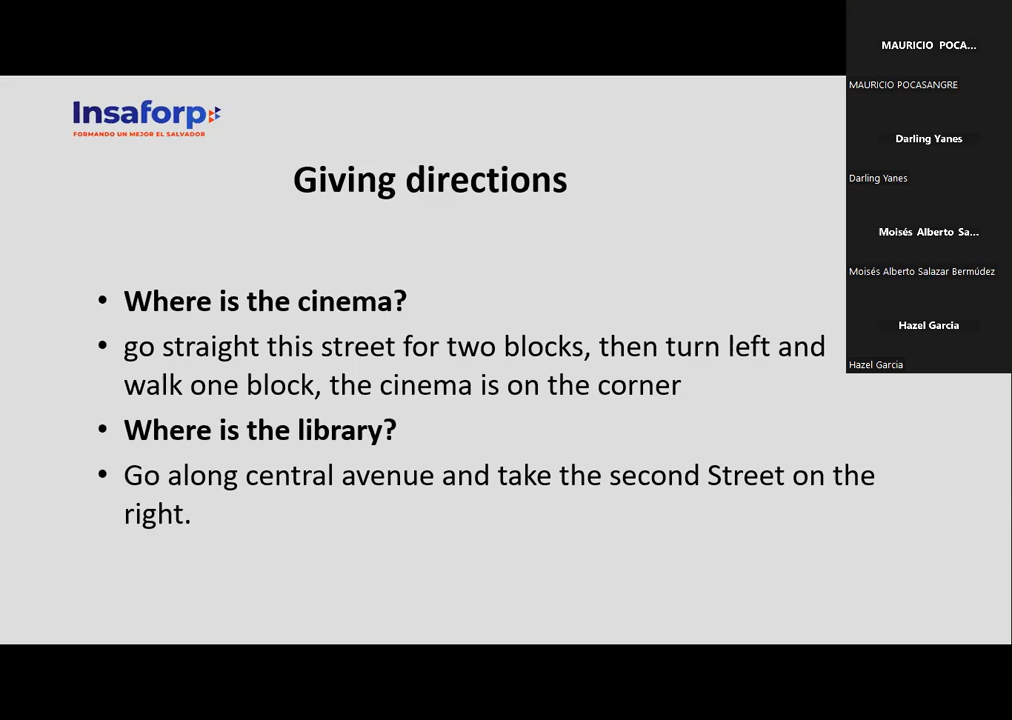 Insaforp
FORMANDO UN MEJOR EL SALVADOR
Giving directions
• Where is the cinema?
• go straight this street for two blocks, then turn left and
walk one block, the cinema is on the corner
• Where is the library?
• Go along central avenue and take the second Street on the
right.
MAURICIO POCA...
MAURICIO POCASANGRE
Darling Yanes
Darling Yanes
Moisés Alberto Sa...
Moisés Alberto Salazar Bermúdez
Hazel Garcia
Hazel Garcia